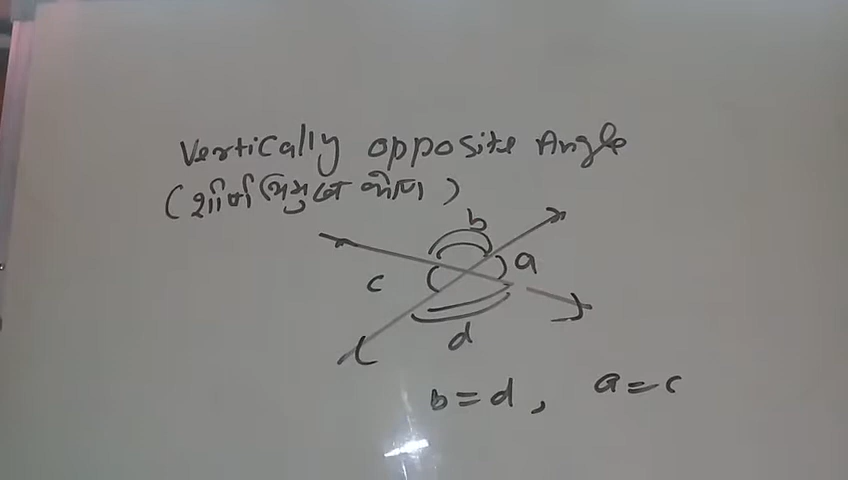 Vertically opposite Angle
(শীর্ষাভিমুখে কোণ)
b
a
c
d
b = d, a = c